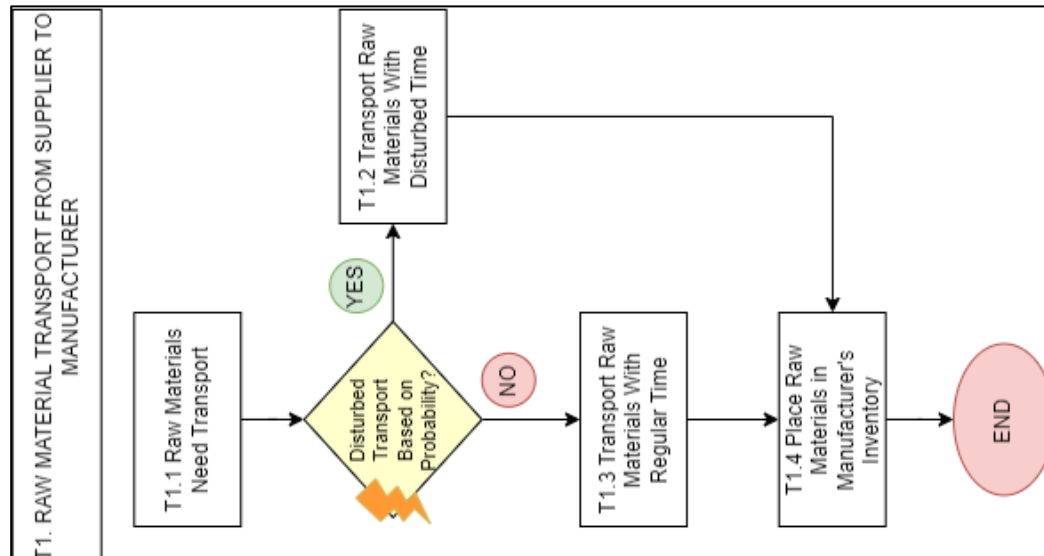 T1. RAW MATERIAL TRANSPORT FROM SUPPLIER TO
MANUFACTURER
T1.1 Raw Materials
Need Transport
Disturbed
Transport
Based on
Probability?
YES
T1.2 Transport Raw
Materials With
Disturbed Time
NO
T1.3 Transport Raw
Materials With
Regular Time
T1.4 Place Raw
Materials in
Manufacturer's
Inventory
END